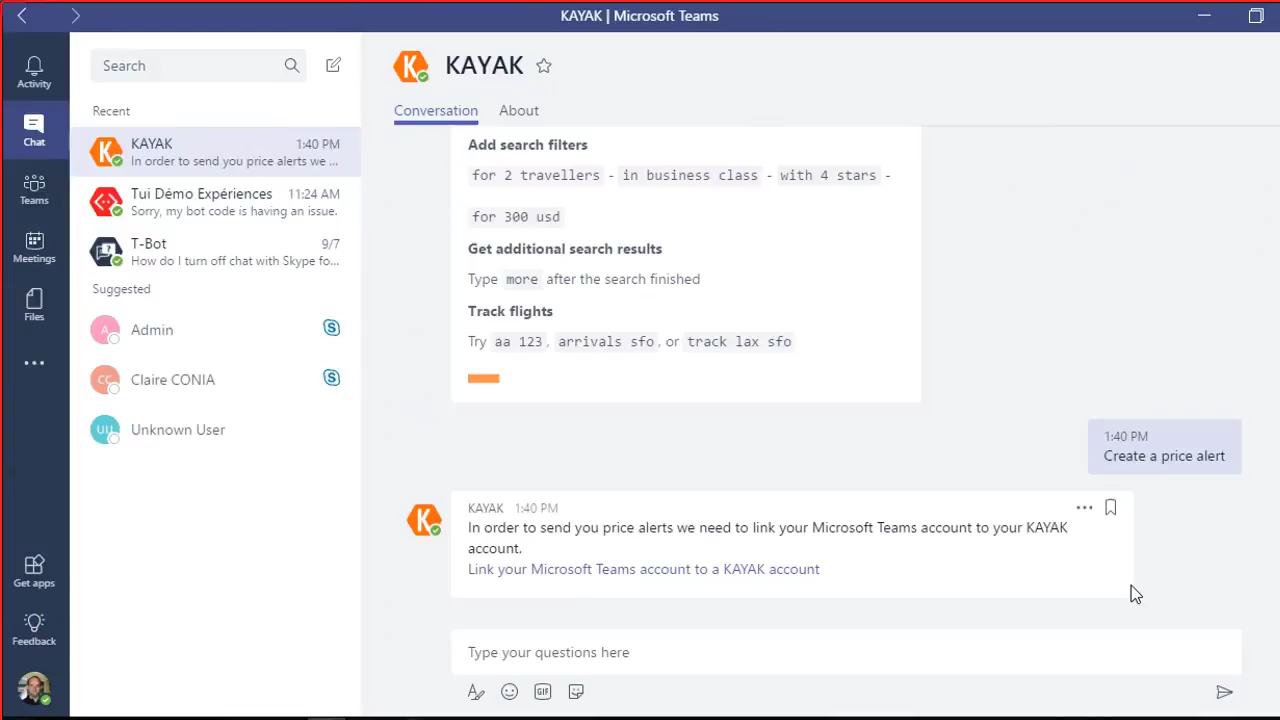 KAYAK | Microsoft Teams
Activity
Chat
Teams
Meetings
Files
Get apps
Feedback
Search
Recent
K
KAYAK 1:40 PM
In order to send you price alerts we ...
Tui Démo Expériences 11:24 AM
Sorry, my bot code is having an issue.
T-Bot 9/7
How do I turn off chat with Skype fo...
Suggested
A Admin S
CC Claire CONIA S
UU Unknown User
K KAYAK
Conversation About
Add search filters
for 2 travellers - in business class - with 4 stars -
for 300 usd
Get additional search results
Type more after the search finished
Track flights
Try aa 123, arrivals sfo, or track lax sfo
1:40 PM
Create a price alert
K
KAYAK 1:40 PM
In order to send you price alerts we need to link your Microsoft Teams account to your KAYAK
account.
Link your Microsoft Teams account to a KAYAK account
Type your questions here
GIF